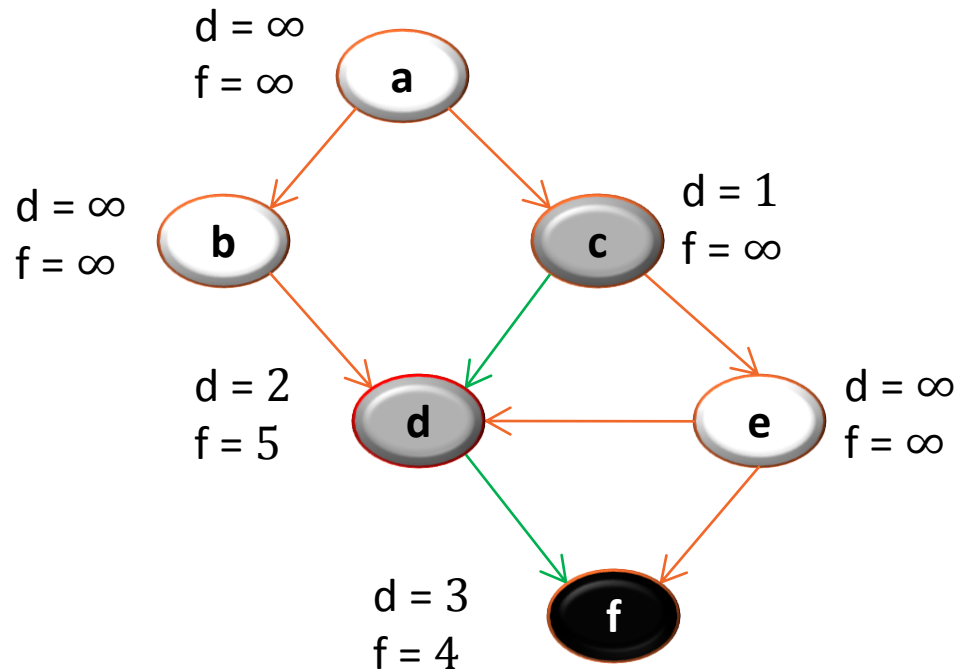 d = ∞
f = ∞
a
d = ∞
f = ∞
b
c
d = 1
f = ∞
d = 2
f = 5
d
e
d = ∞
f = ∞
d = 3
f = 4
f